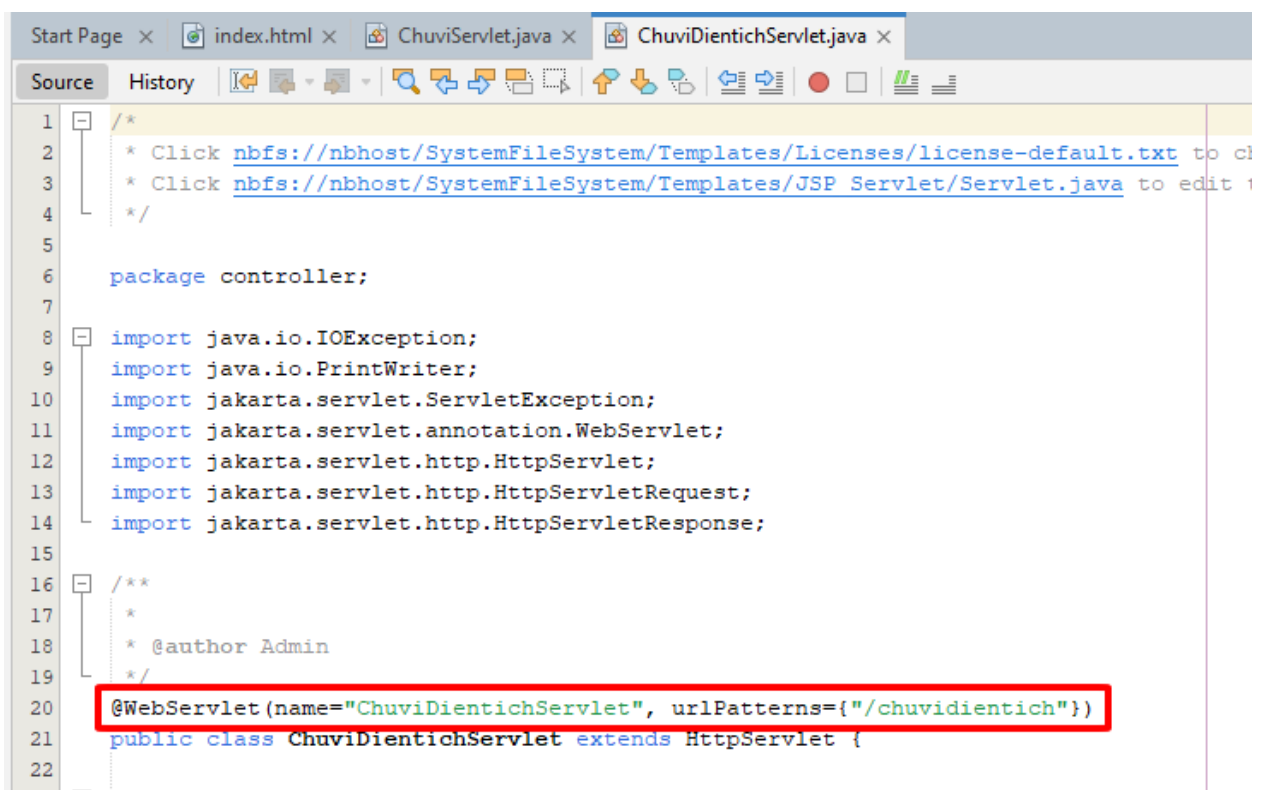 Start Page index.html ChuviServlet.java ChuviDientichServlet.java
Source History
1 /*
2 * Click nbfs://nbhost/SystemFileSystem/Templates/Licenses/license-default.txt to
3 * Click nbfs://nbhost/SystemFileSystem/Templates/JSP_Servlet/Servlet.java to edit
4 */
5
6 package controller;
7
8 import java.io.IOException;
9 import java.io.PrintWriter;
10 import jakarta.servlet.ServletException;
11 import jakarta.servlet.annotation.WebServlet;
12 import jakarta.servlet.http.HttpServlet;
13 import jakarta.servlet.http.HttpServletRequest;
14 import jakarta.servlet.http.HttpServletResponse;
15
16 /**
17 *
18 * @author Admin
19 */
20 @WebServlet(name="ChuviDientichServlet", urlPatterns={"/chuvidientich"})
21 public class ChuviDientichServlet extends HttpServlet {
22